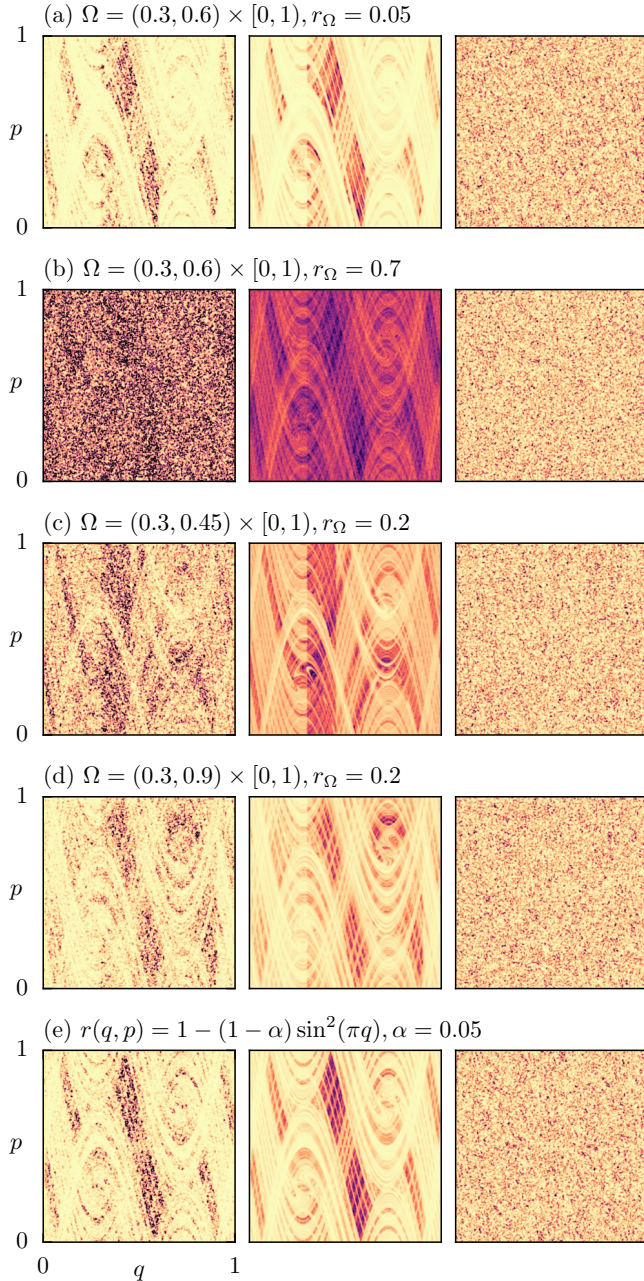 (a) Ω = (0.3, 0.6) × [0, 1), r_Ω = 0.05
1
p
0
(b) Ω = (0.3, 0.6) × [0, 1), r_Ω = 0.7
1
p
0
(c) Ω = (0.3, 0.45) × [0, 1), r_Ω = 0.2
1
p
0
(d) Ω = (0.3, 0.9) × [0, 1), r_Ω = 0.2
1
p
0
(e) r(q, p) = 1 − (1 − α) sin²(πq), α = 0.05
1
p
0
0 q 1